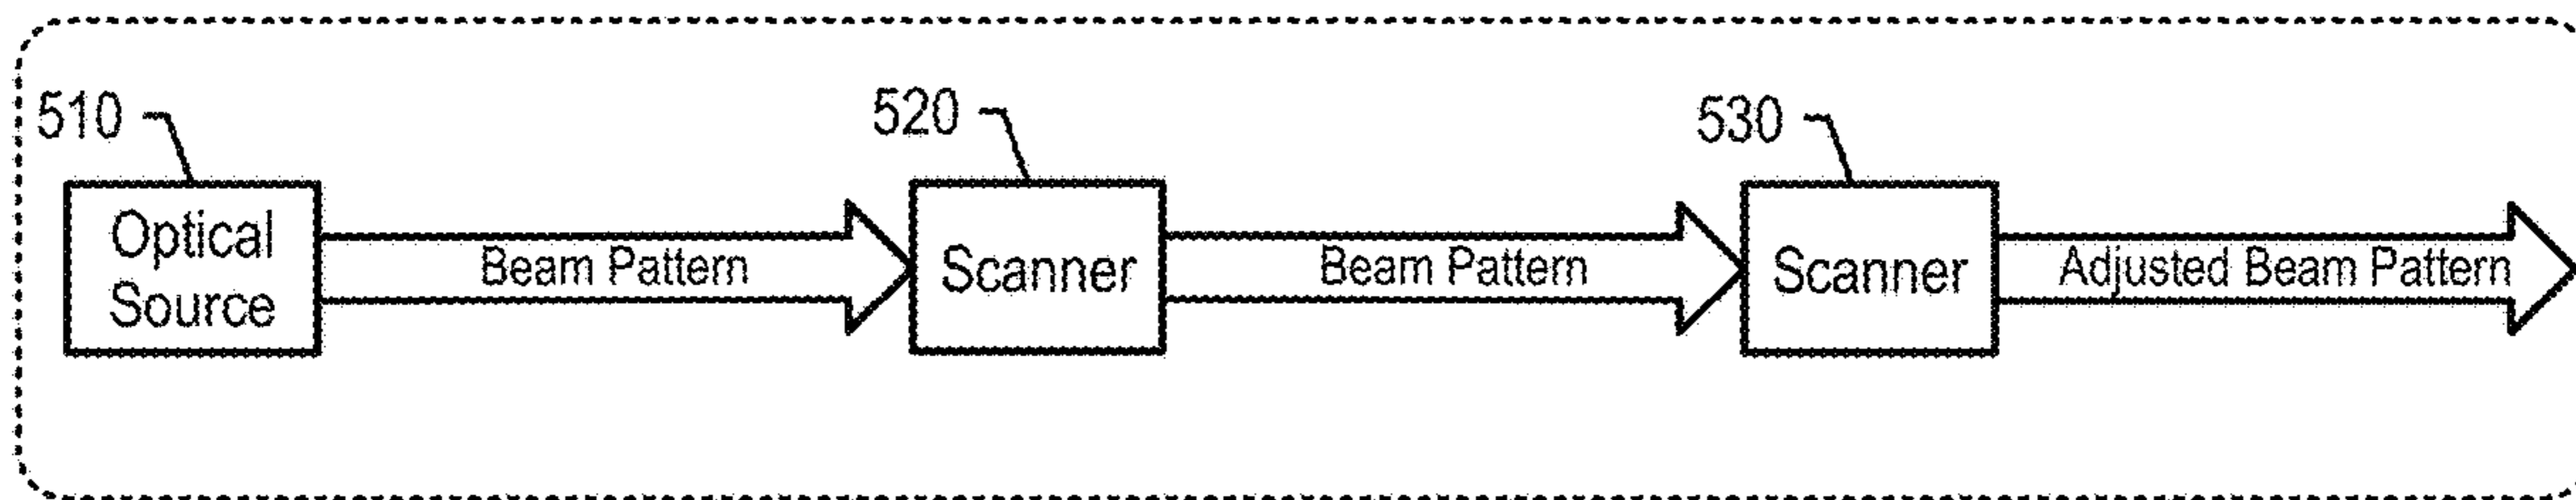 510
520
530
Optical
Source
Beam Pattern
Scanner
Beam Pattern
Scanner
Adjusted Beam Pattern